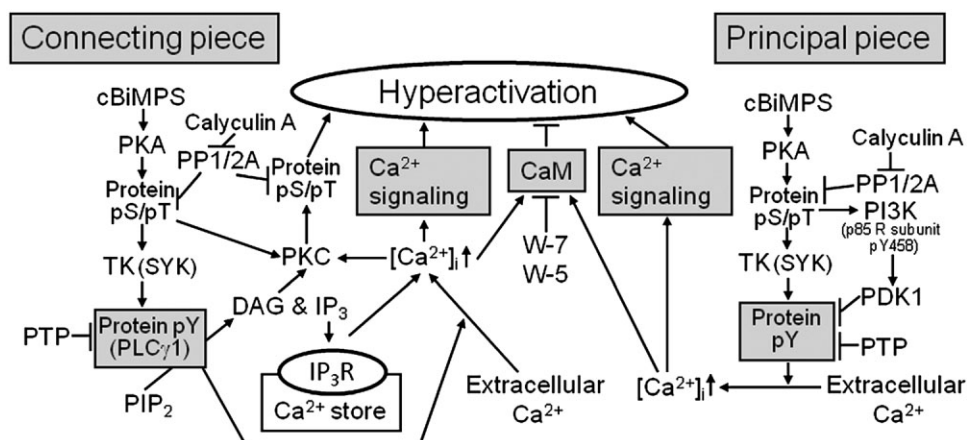 Connecting piece
cBiMPS
Calyculin A
PKA
PP1/2A
Protein
pS/pT
Protein
pS/pT
TK (SYK)
PTP
Protein pY
(PLCγ1)
PIP₂
PKC
DAG & IP₃
IP₃R
Ca²⁺ store
Hyperactivation
Ca²⁺
signaling
[Ca²⁺]ᵢ↑
CaM
W-7
W-5
Extracellular
Ca²⁺
Ca²⁺
signaling
[Ca²⁺]ᵢ↑
Principal piece
cBiMPS
Calyculin A
PKA
PP1/2A
Protein
pS/pT
PI3K
(p85 R subunit
pY458)
TK (SYK)
PDK1
Protein
pY
PTP
Extracellular
Ca²⁺